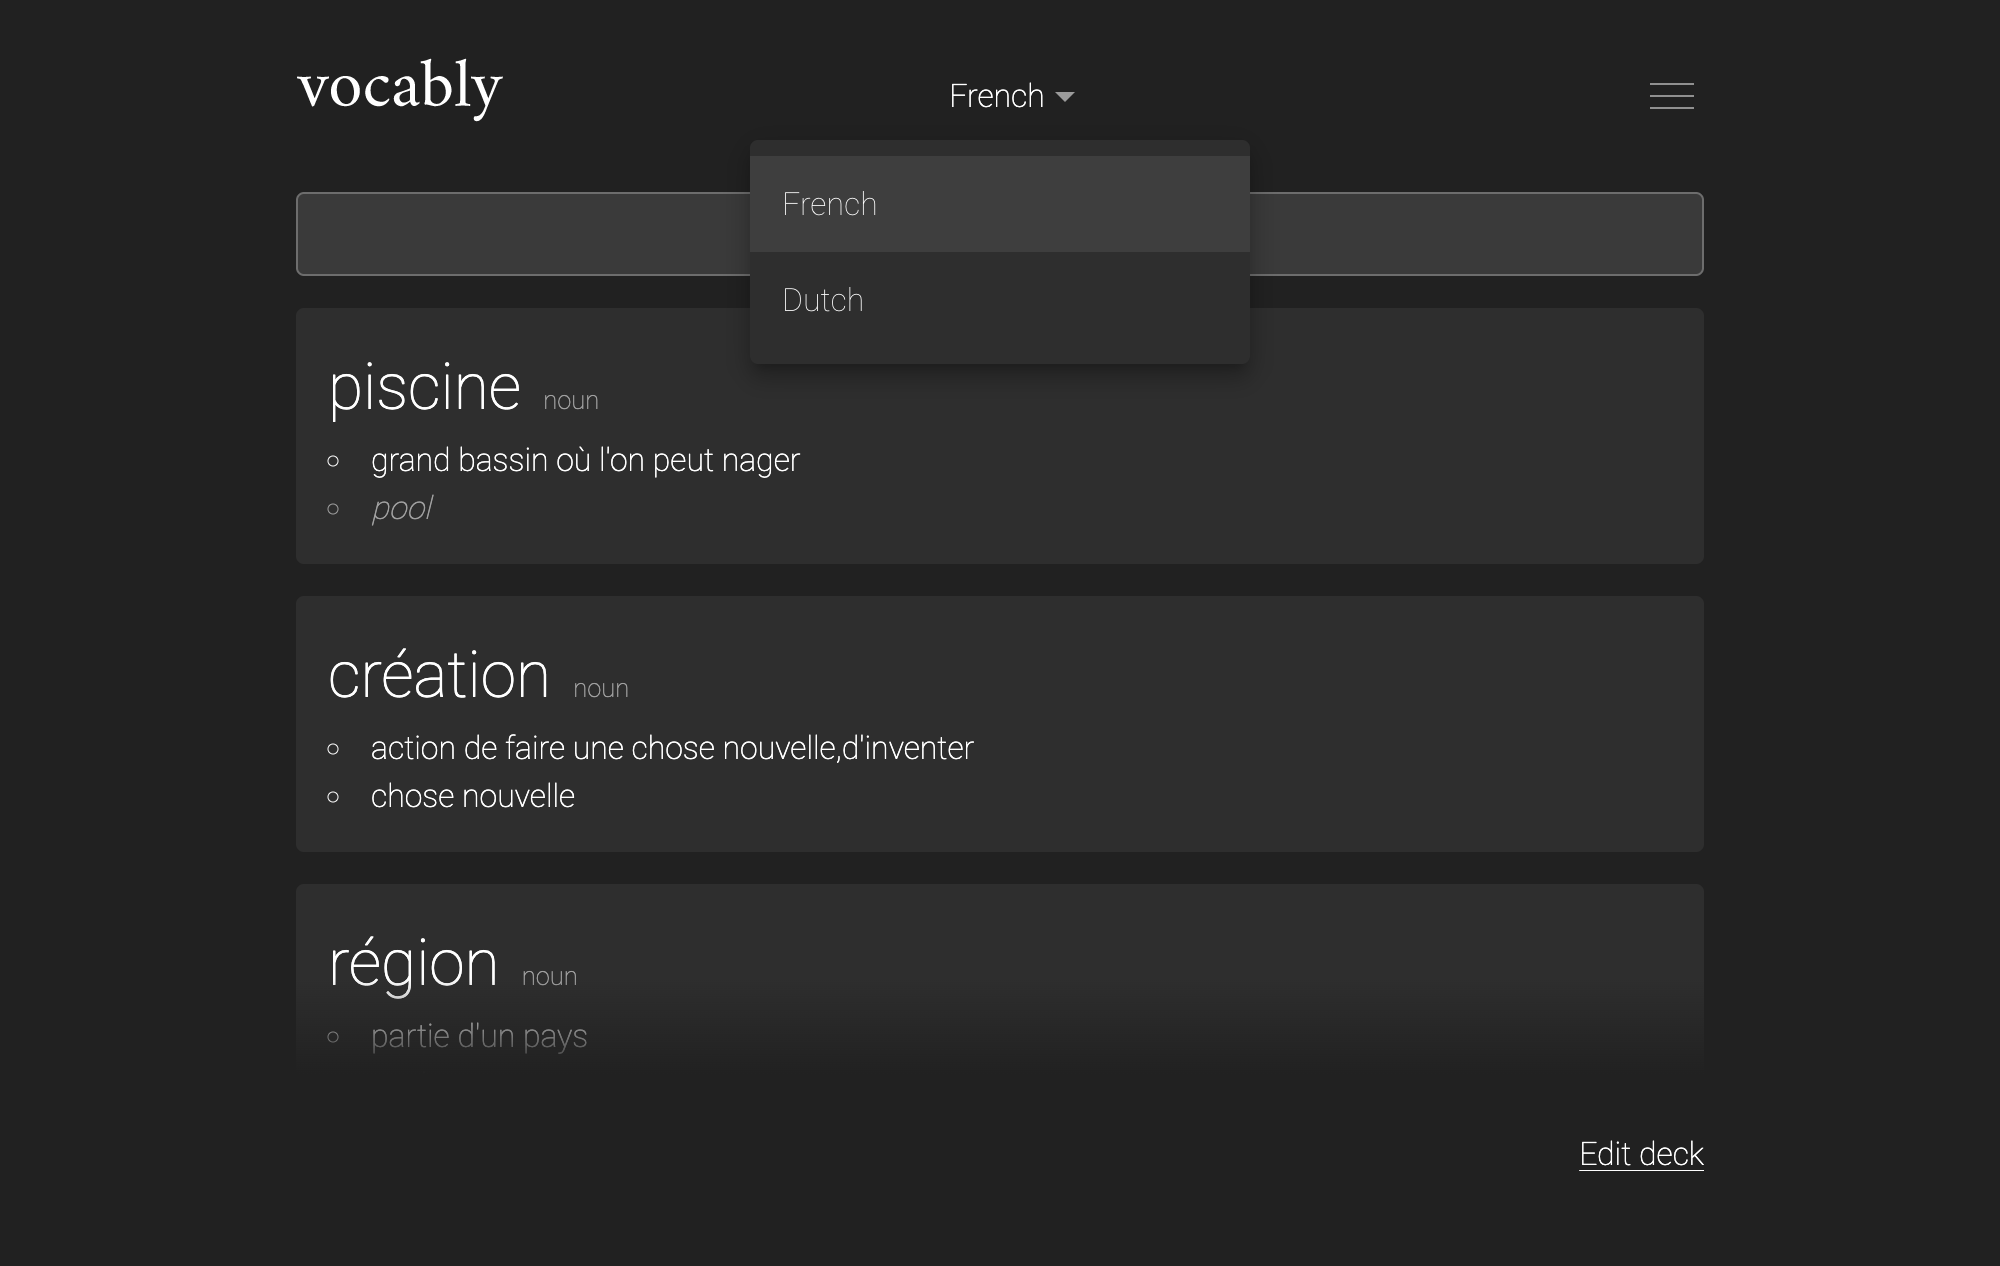 vocably
French
French
Dutch
piscine noun
grand bassin où l'on peut nager
pool
création noun
action de faire une chose nouvelle,d'inventer
chose nouvelle
région noun
partie d'un pays
Edit deck